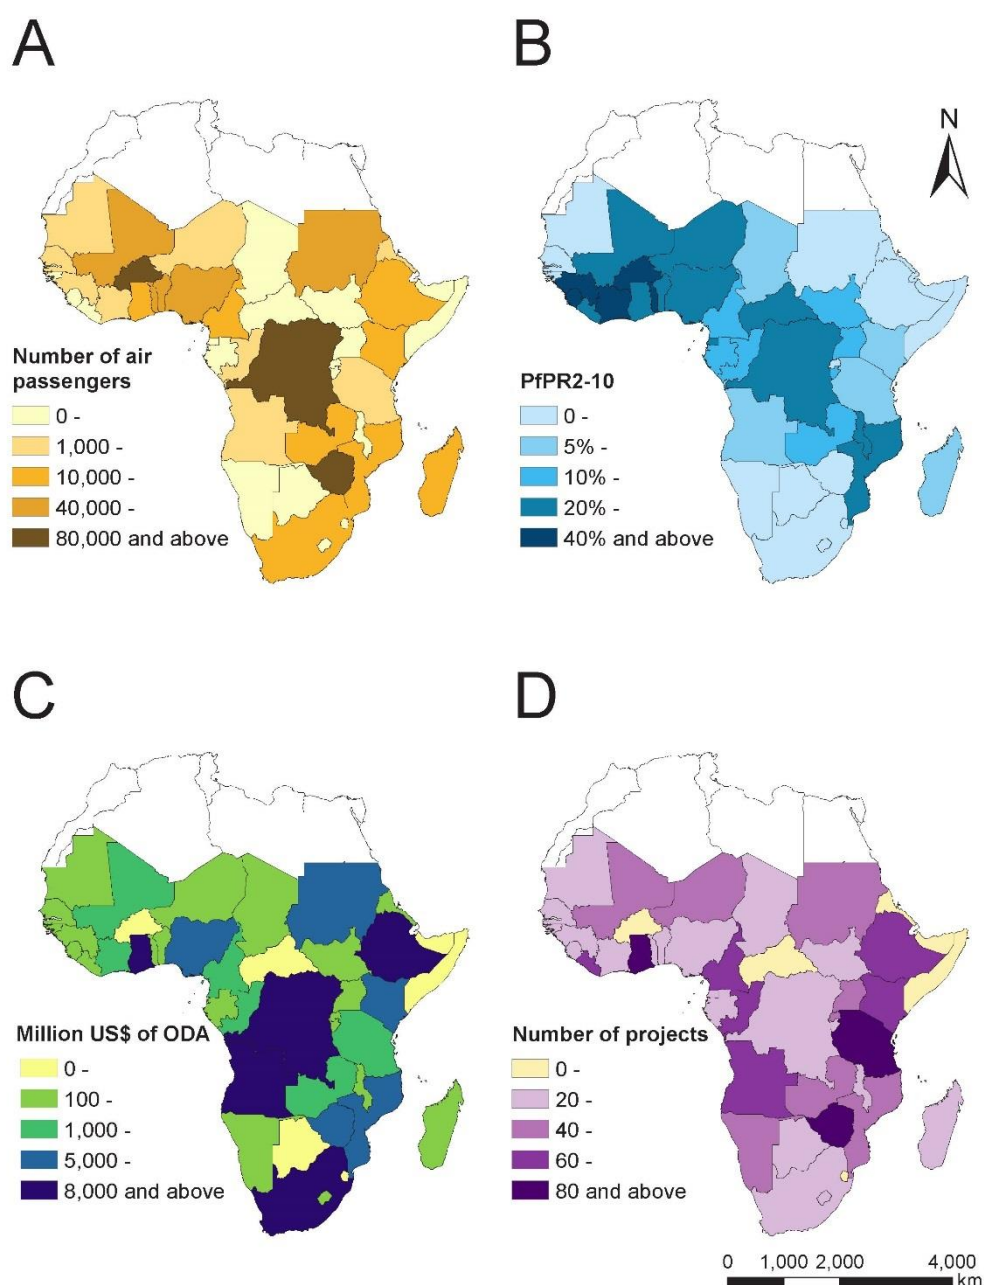 A
B
N
Number of air
passengers
0 -
1,000 -
10,000 -
40,000 -
80,000 and above
PfPR2-10
0 -
5% -
10% -
20% -
40% and above
C
D
Million US$ of ODA
0 -
100 -
1,000 -
5,000 -
8,000 and above
Number of projects
0 -
20 -
40 -
60 -
80 and above
0 1,000 2,000 4,000
km